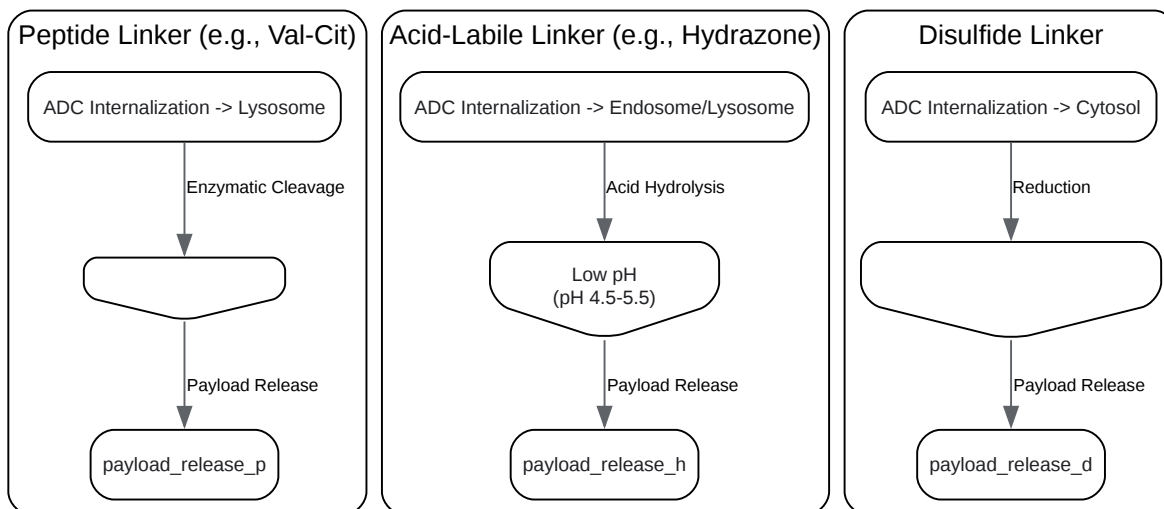 Peptide Linker (e.g., Val-Cit)
ADC Internalization -> Lysosome
Enzymatic Cleavage
Payload Release
payload_release_p
Acid-Labile Linker (e.g., Hydrazone)
ADC Internalization -> Endosome/Lysosome
Acid Hydrolysis
Low pH
(pH 4.5-5.5)
Payload Release
payload_release_h
Disulfide Linker
ADC Internalization -> Cytosol
Reduction
Payload Release
payload_release_d